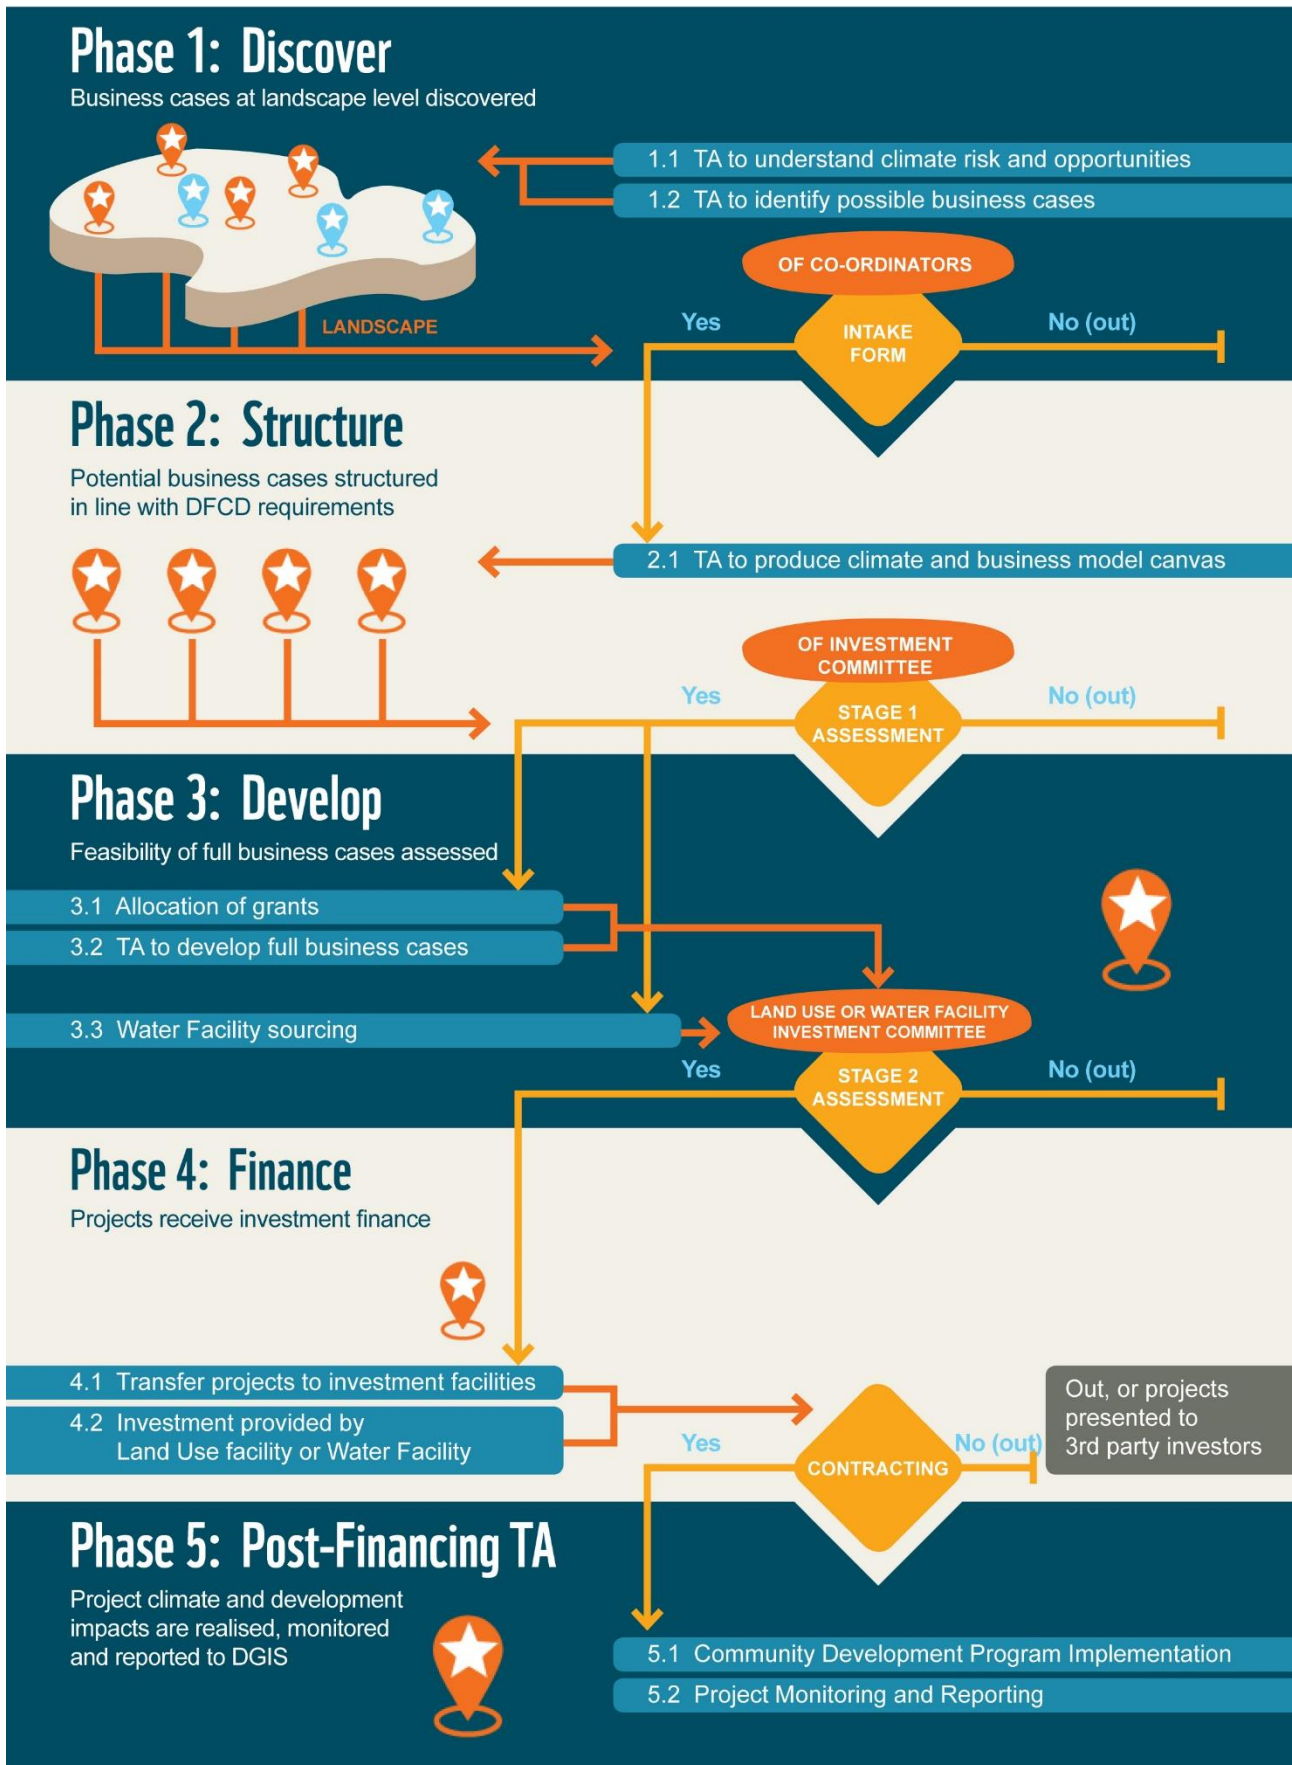 Phase 1: Discover
Business cases at landscape level discovered
1.1 TA to understand climate risk and opportunities
1.2 TA to identify possible business cases
OF CO-ORDINATORS
LANDSCAPE
Yes
INTAKE
FORM
No (out)
Phase 2: Structure
Potential business cases structured
in line with DFCD requirements
2.1 TA to produce climate and business model canvas
OF INVESTMENT
COMMITTEE
Yes
STAGE 1
ASSESSMENT
No (out)
Phase 3: Develop
Feasibility of full business cases assessed
3.1 Allocation of grants
3.2 TA to develop full business cases
3.3 Water Facility sourcing
LAND USE OR WATER FACILITY
INVESTMENT COMMITTEE
Yes
STAGE 2
ASSESSMENT
No (out)
Phase 4: Finance
Projects receive investment finance
4.1 Transfer projects to investment facilities
4.2 Investment provided by
Land Use facility or Water Facility
Yes
CONTRACTING
No (out)
Out, or projects
presented to
3rd party investors
Phase 5: Post-Financing TA
Project climate and development
impacts are realised, monitored
and reported to DGIS
5.1 Community Development Program Implementation
5.2 Project Monitoring and Reporting